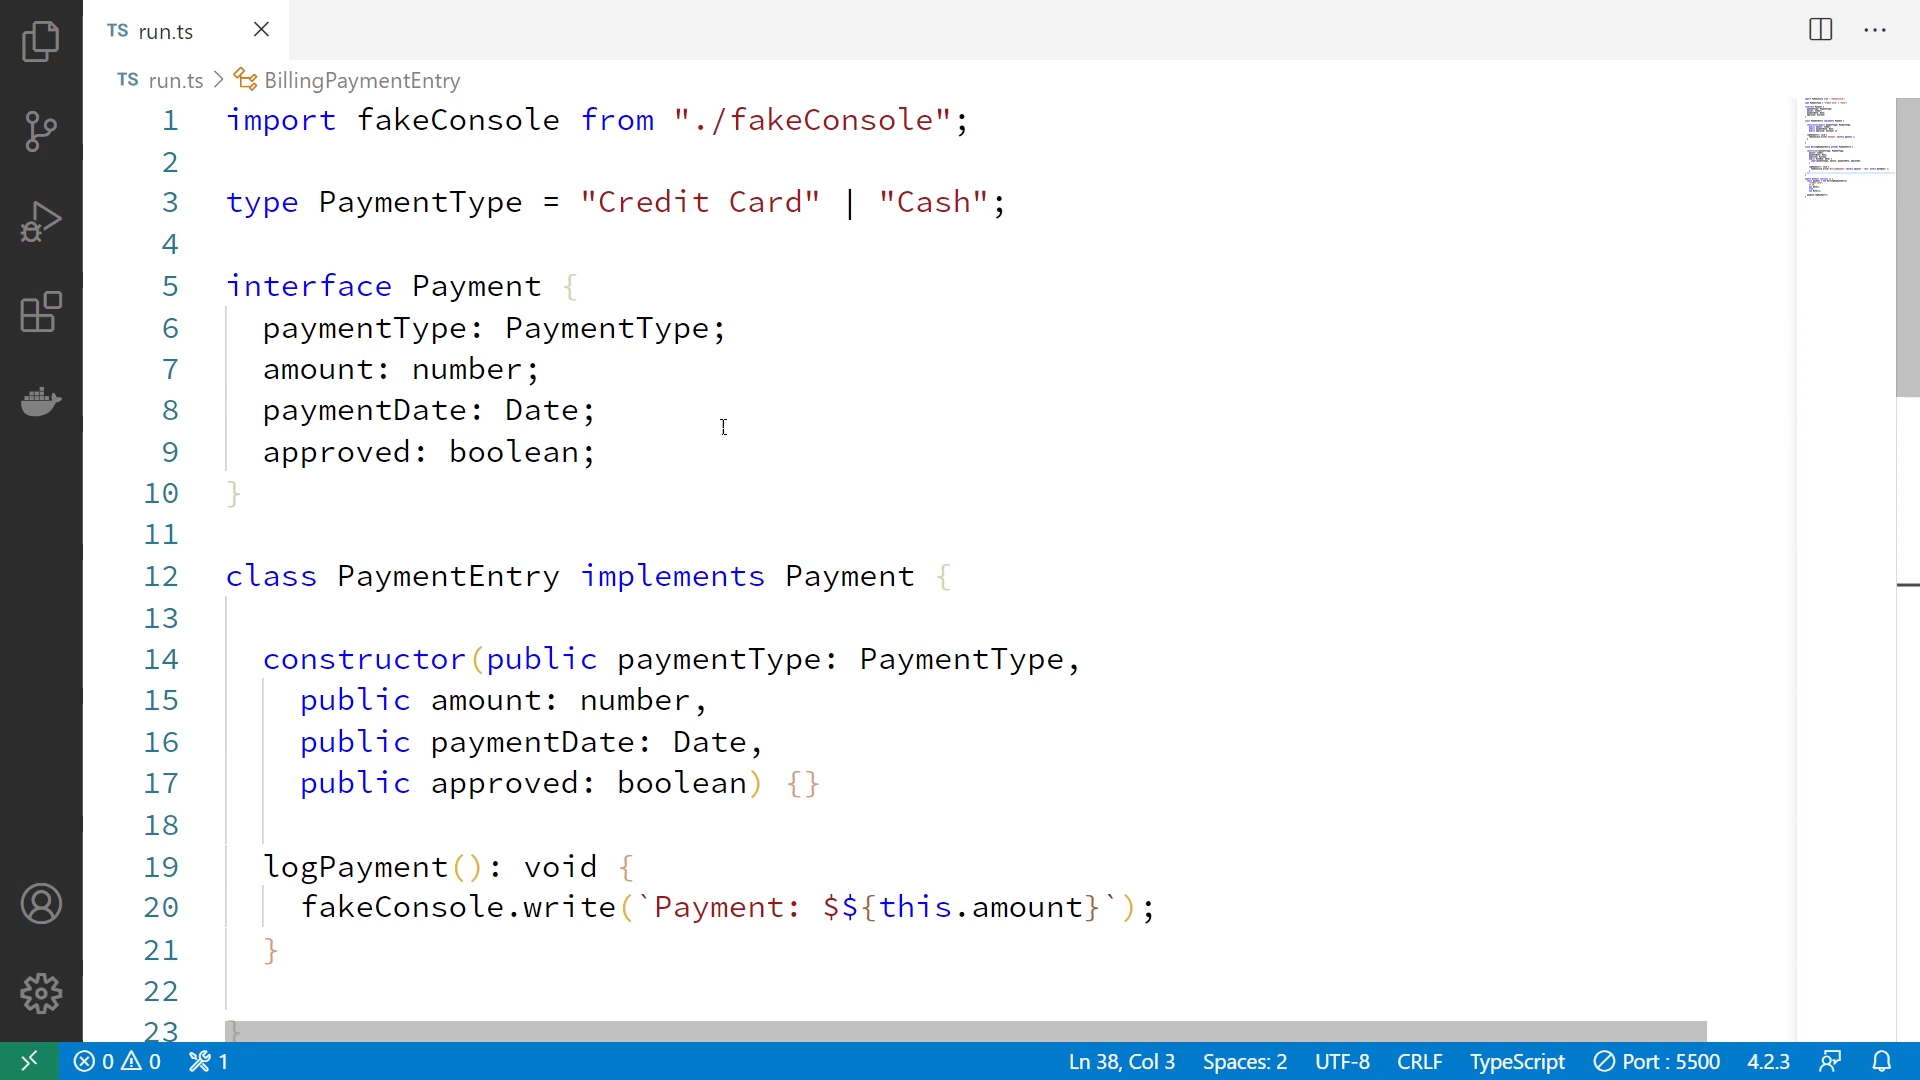 TS run.ts
TS run.ts > BillingPaymentEntry
1 import fakeConsole from "./fakeConsole";
2
3 type PaymentType = "Credit Card" | "Cash";
4
5 interface Payment {
6 paymentType: PaymentType;
7 amount: number;
8 paymentDate: Date;
9 approved: boolean;
10 }
11
12 class PaymentEntry implements Payment {
13
14 constructor(public paymentType: PaymentType,
15 public amount: number,
16 public paymentDate: Date,
17 public approved: boolean) {}
18
19 logPayment(): void {
20 fakeConsole.write(`Payment: $${this.amount}`);
21 }
22
23 }
0 0 1 Ln 38, Col 3 Spaces: 2 UTF-8 CRLF TypeScript Port : 5500 4.2.3